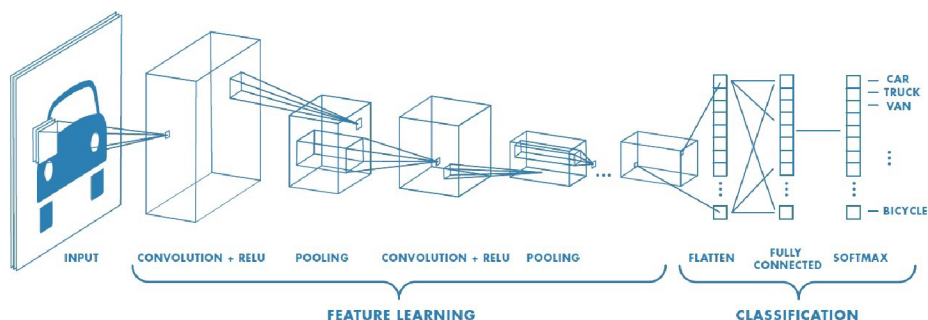 CAR
TRUCK
VAN
BICYCLE
INPUT
CONVOLUTION + RELU
POOLING
CONVOLUTION + RELU
POOLING
FLATTEN
FULLY
CONNECTED
SOFTMAX
FEATURE LEARNING
CLASSIFICATION